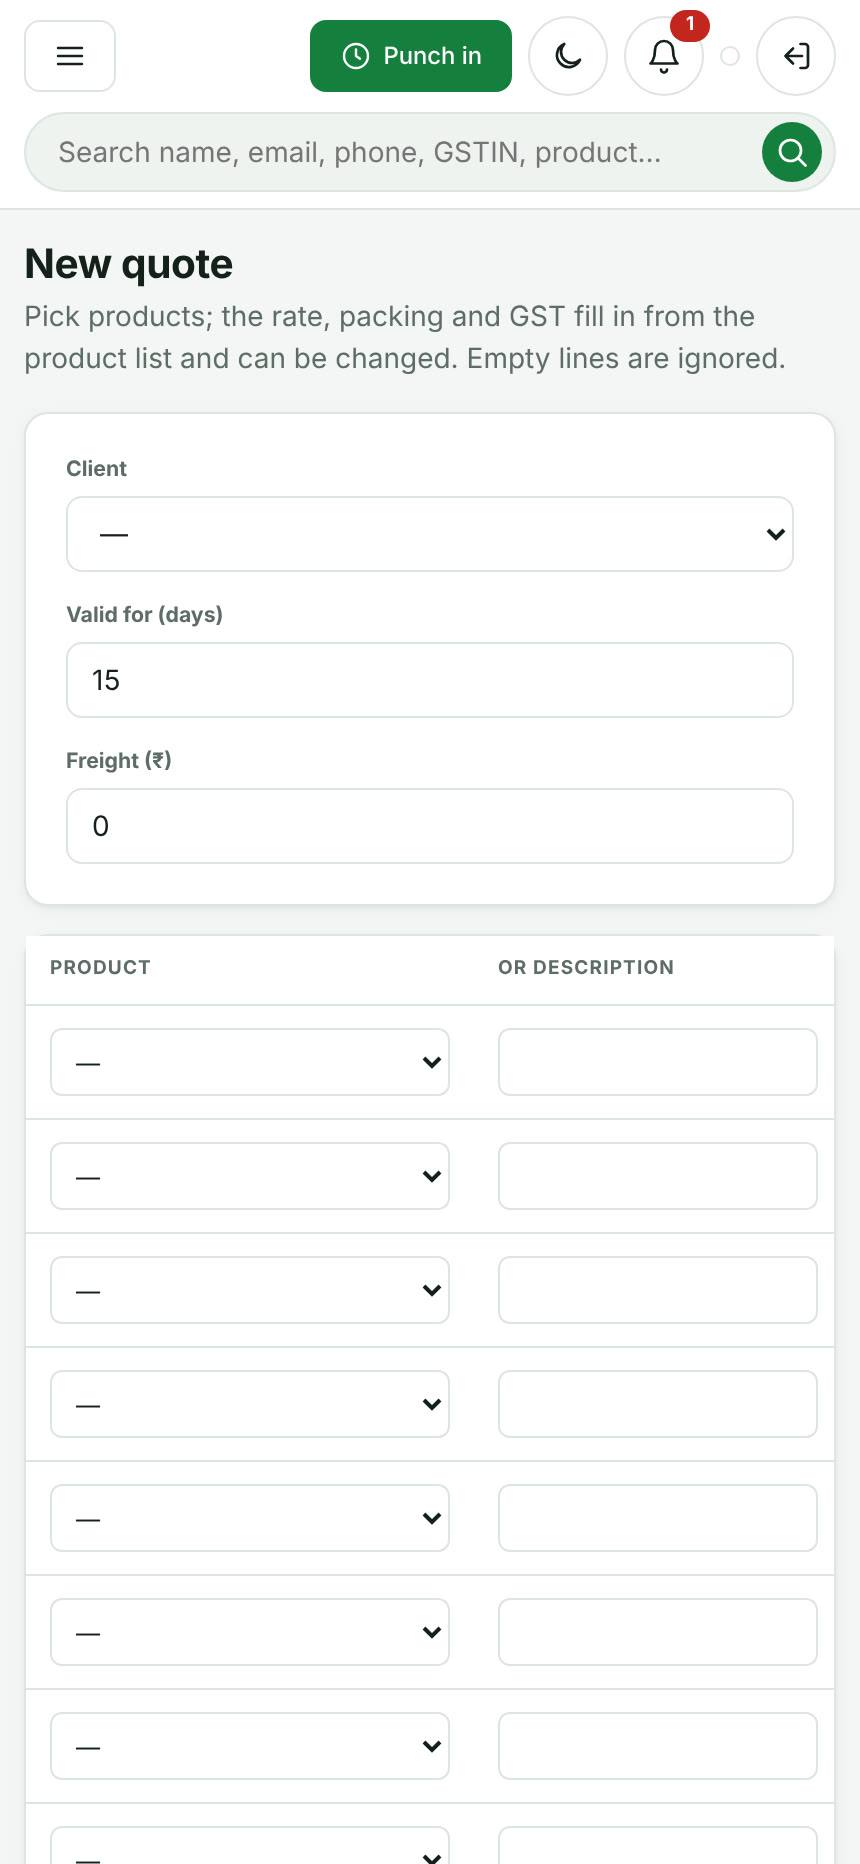 Punch in
1
Search name, email, phone, GSTIN, product...
New quote
Pick products; the rate, packing and GST fill in from the
product list and can be changed. Empty lines are ignored.
Client
—
Valid for (days)
15
Freight (₹)
0
PRODUCT OR DESCRIPTION
—
—
—
—
—
—
—
—